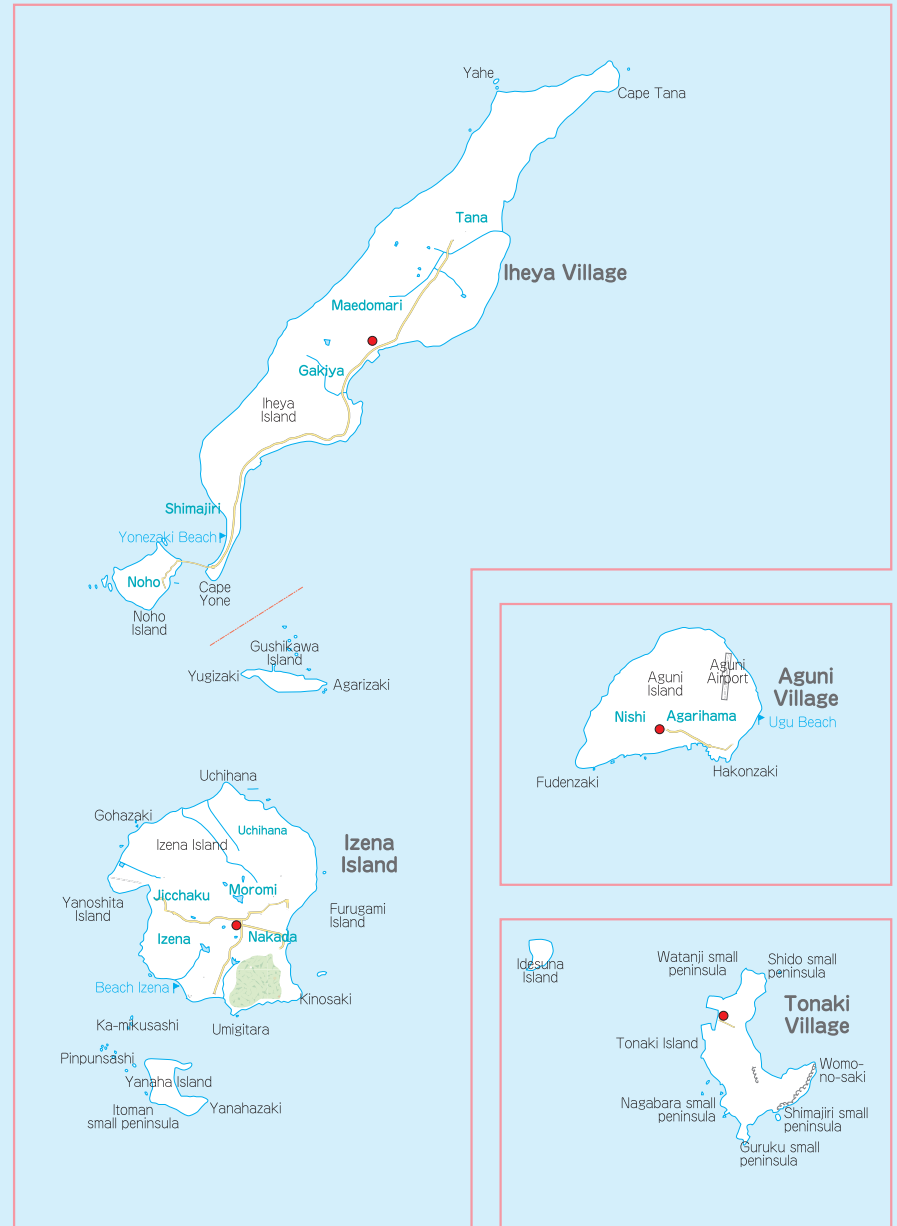 Yahe
Cape Tana
Tana
Iheya Village
Maedomari
Gakiya
Iheya
Island
Shimajiri
Yonezaki Beach
Noho
Cape
Yone
Noho
Island
Gushikawa
Island
Yugizaki
Agarizaki
Aguni
Airport
Aguni
Island
Aguni
Village
Nishi
Agarihama
Ugu Beach
Hakonzaki
Fudenzaki
Uchihana
Gohazaki
Uchihana
Izena Island
Izena
Island
Jicchaku
Moromi
Yanoshita
Island
Furugami
Island
Izena
Nakada
Beach Izena
Kinosaki
Ka-mikusashi
Umigitara
Pinpunsashi
Yanaha Island
Itoman
small peninsula
Yanahazaki
Idesuna
Island
Watanji small
peninsula
Shido small
peninsula
Tonaki
Village
Tonaki Island
Womo-
no-saki
Nagabara small
peninsula
Shimajiri small
peninsula
Guruku small
peninsula